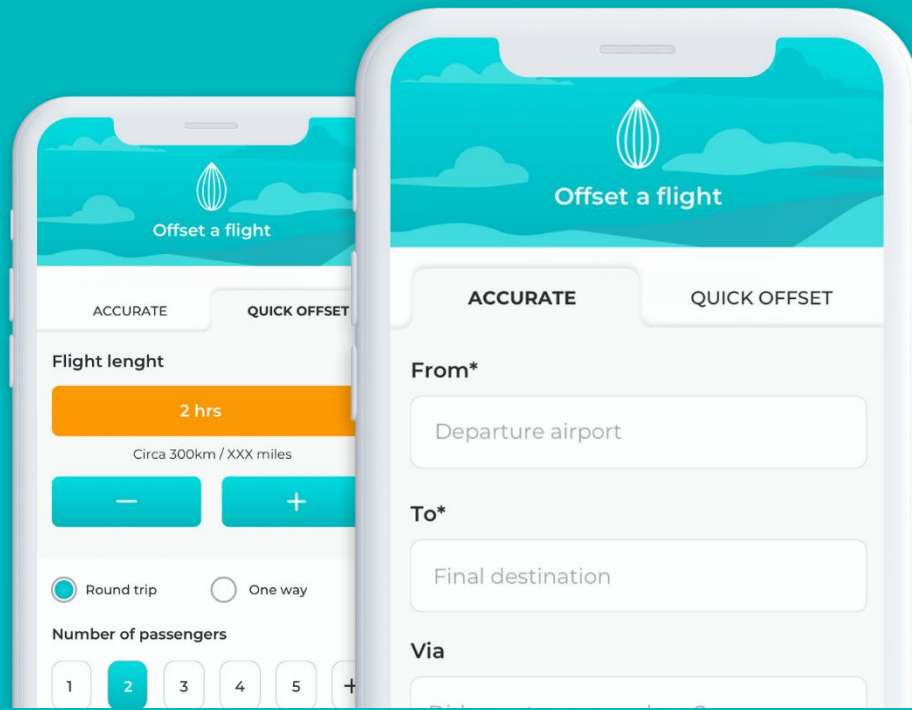 Offset a flight
ACCURATE QUICK OFFSET
Flight lenght
2 hrs
Circa 300km / XXX miles
— +
Round trip One way
Number of passengers
1 2 3 4 5 +
Offset a flight
ACCURATE QUICK OFFSET
From*
Departure airport
To*
Final destination
Via